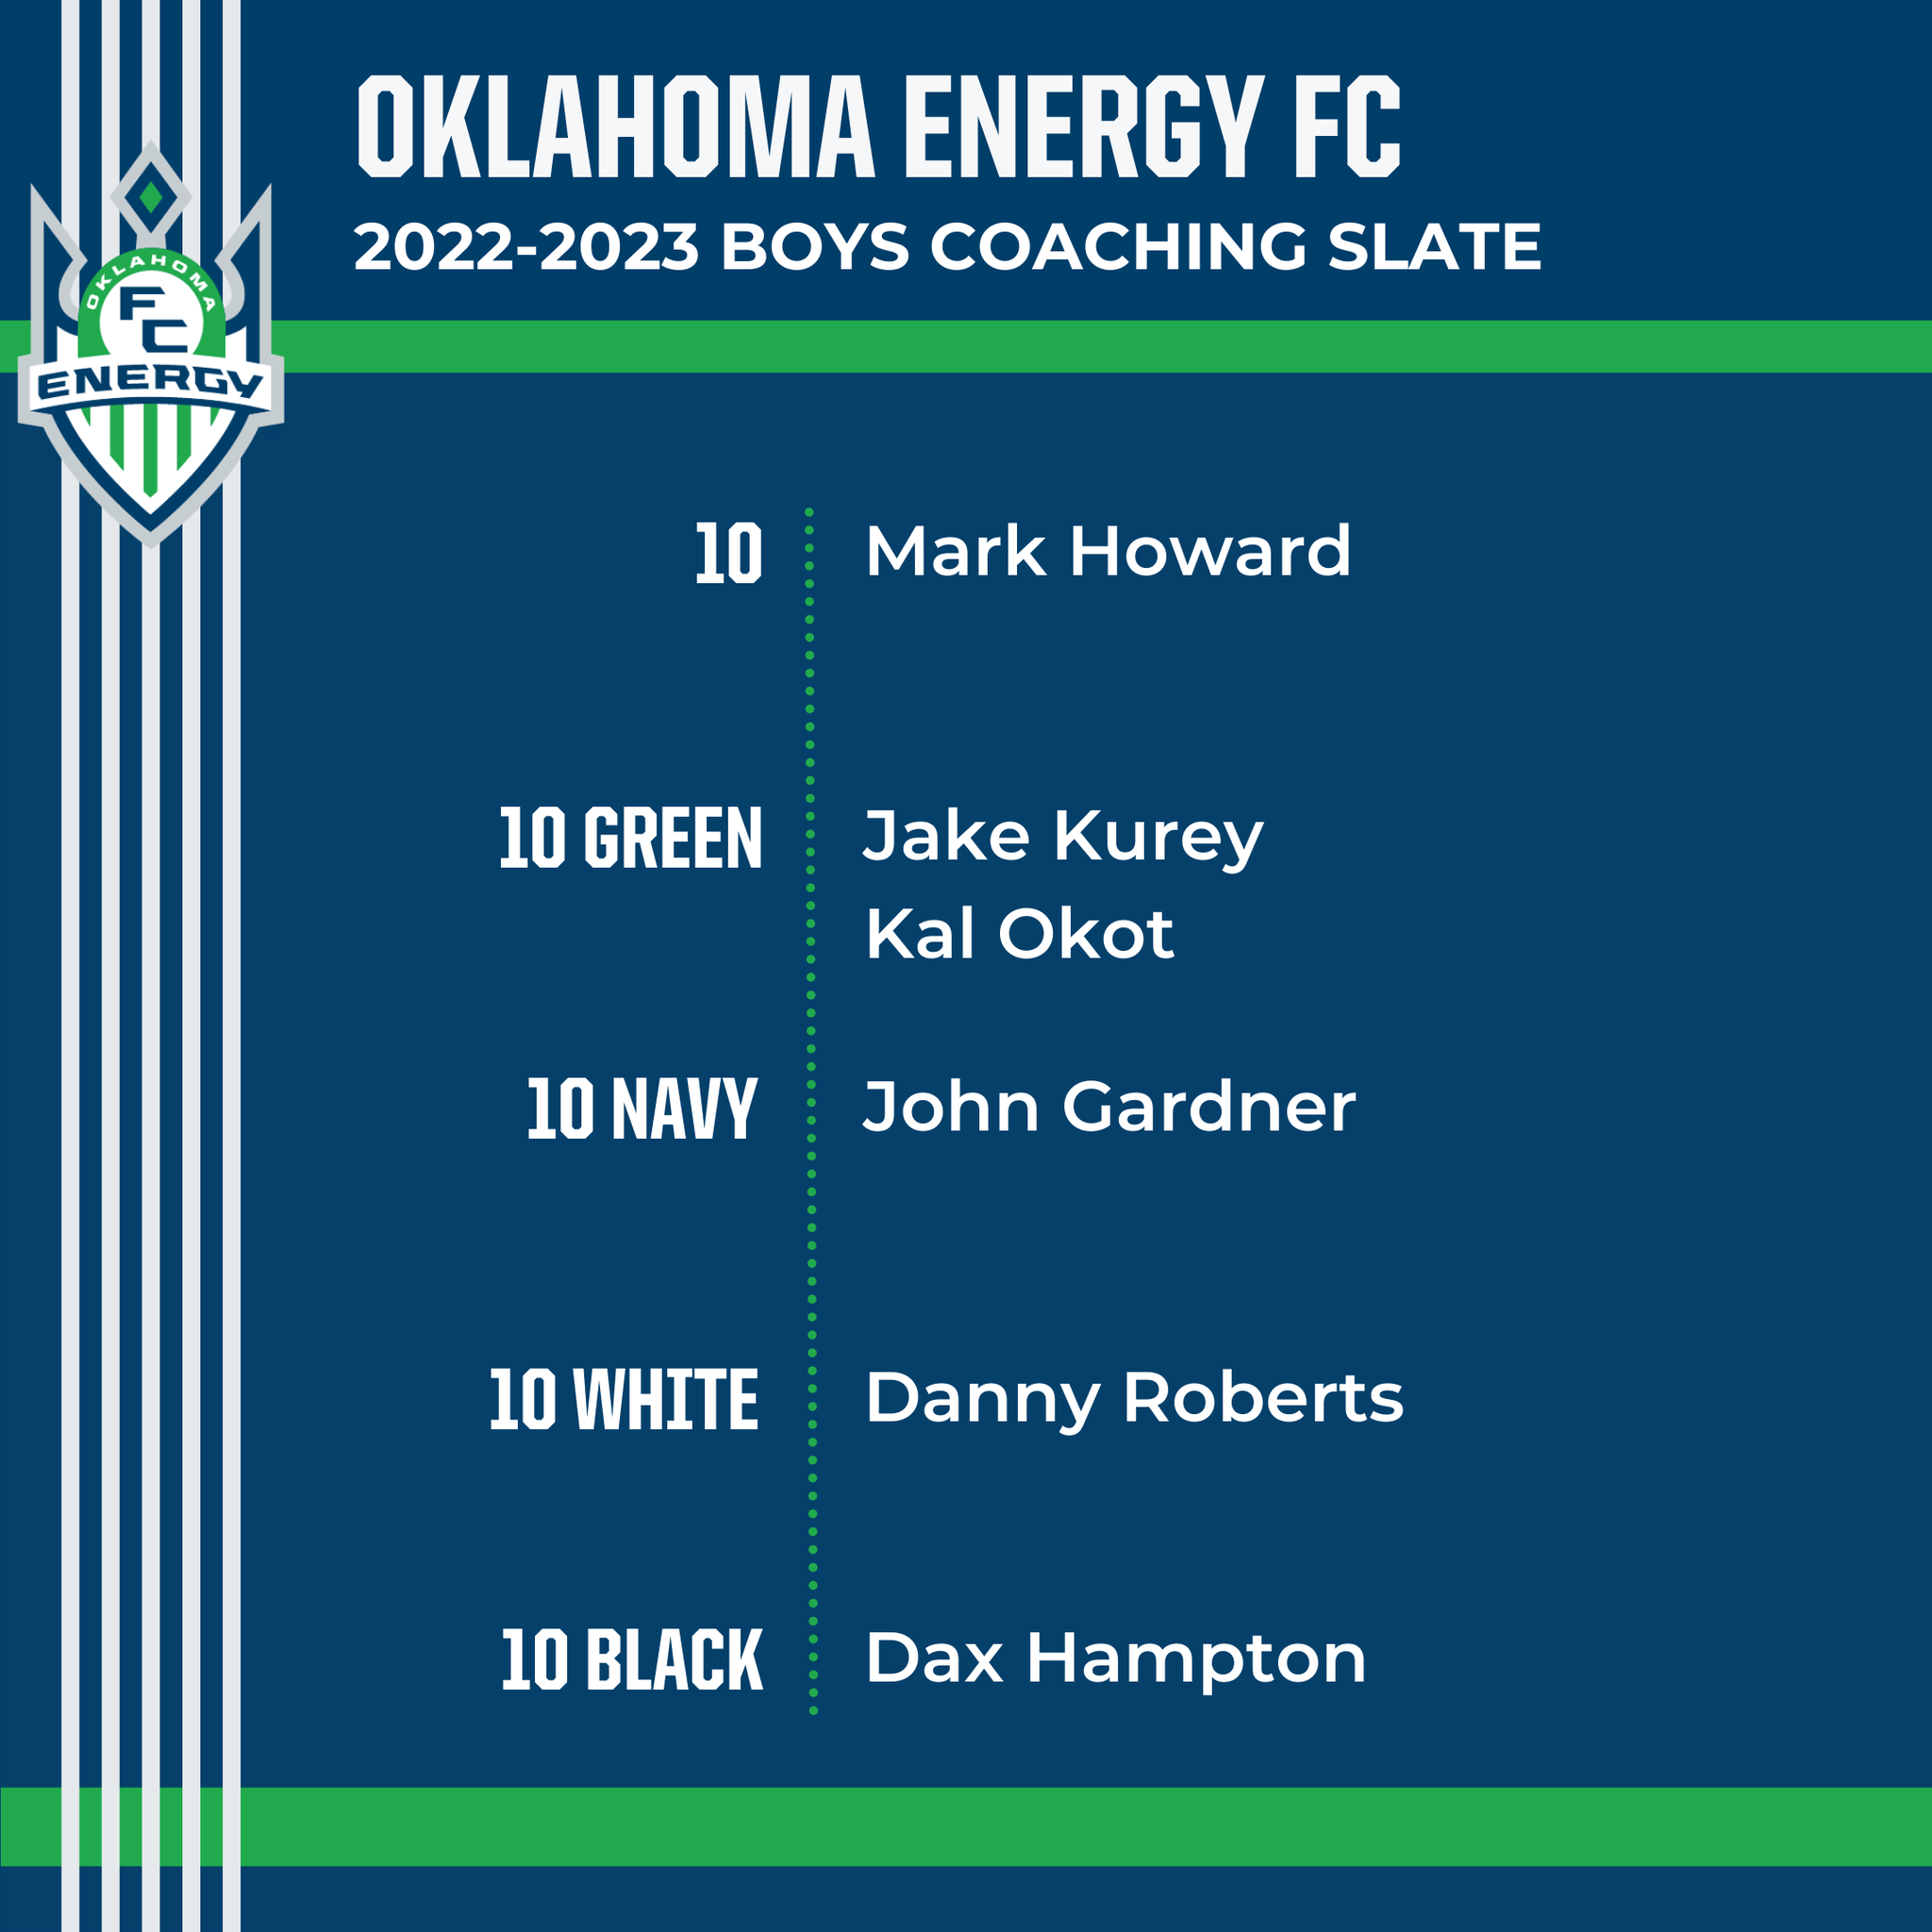 OKLAHOMA ENERGY FC
2022-2023 BOYS COACHING SLATE
OKLAHOMA
FC
ENERGY
10 Mark Howard
10 GREEN Jake Kurey
Kal Okot
10 NAVY John Gardner
10 WHITE Danny Roberts
10 BLACK Dax Hampton